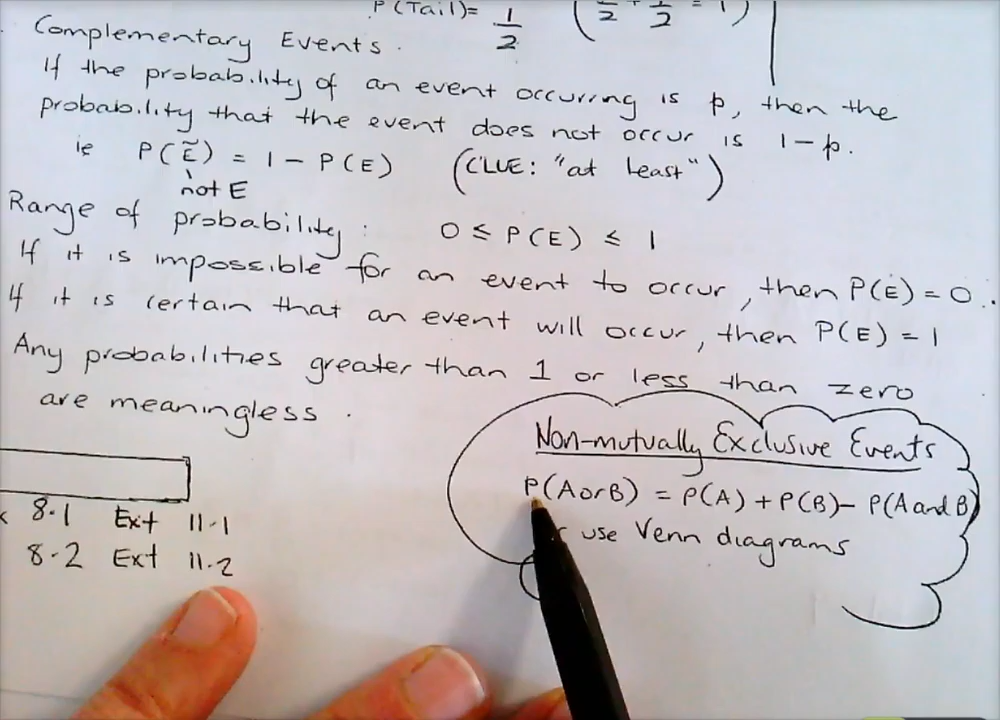 P(Tail) = 1/2 (1/2 + 1/2 = 1)
Complementary Events.
If the probability of an event occurring is p, then the
probability that the event does not occur is 1-p.
ie P(Ẽ) = 1 - P(E) (CLUE: "at least")
not E
Range of probability: 0 ≤ P(E) ≤ 1
If it is impossible for an event to occur, then P(E) = 0.
If it is certain that an event will occur, then P(E) = 1
Any probabilities greater than 1 or less than zero
are meaningless.
Non-mutually Exclusive Events
P(A or B) = P(A) + P(B) - P(A and B)
use Venn diagrams
8.1 Ext 11.1
8.2 Ext 11.2